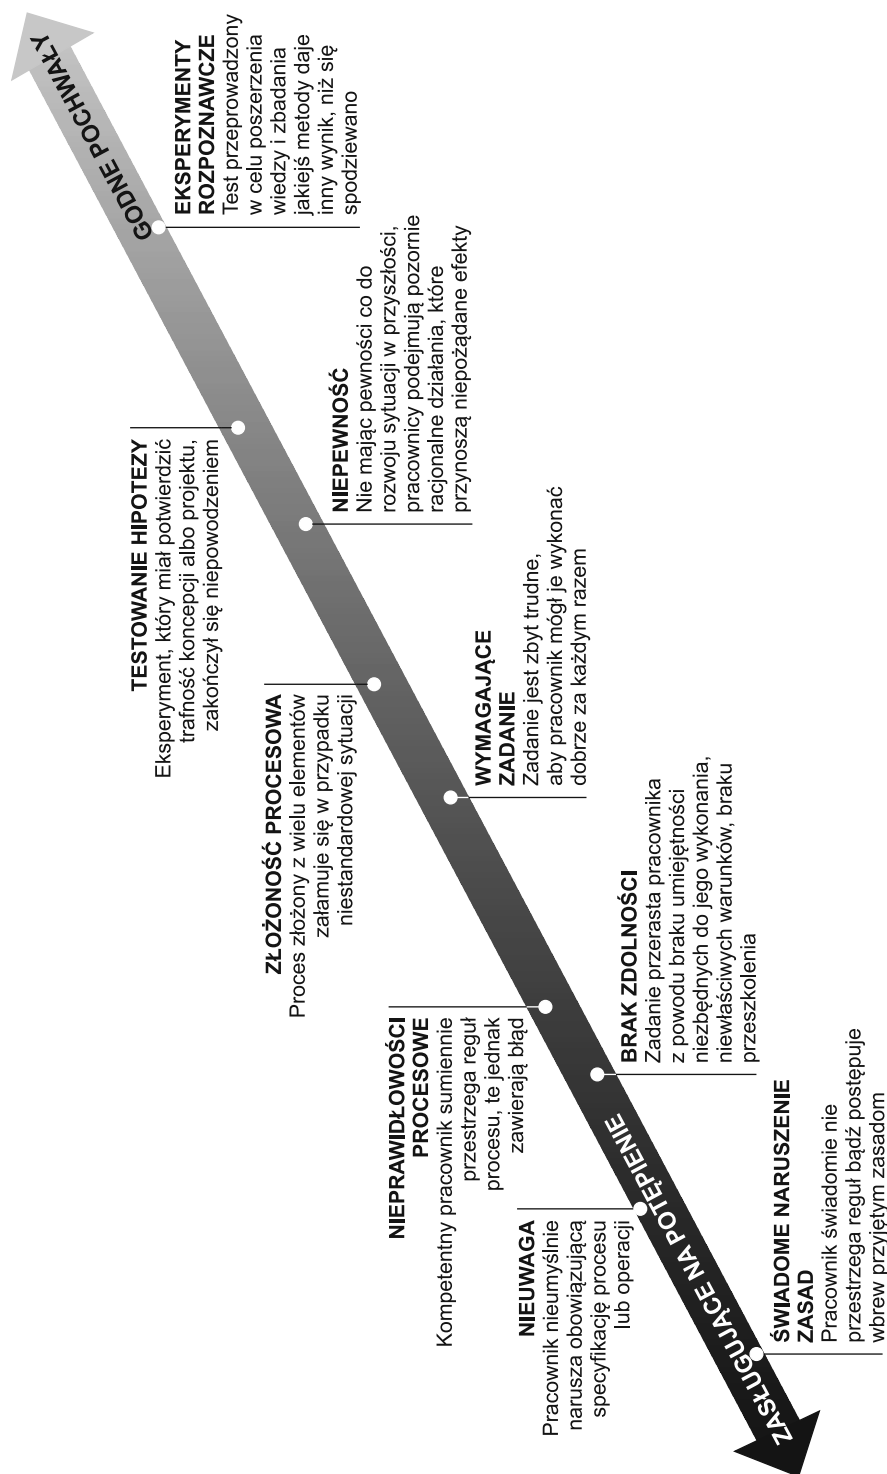 ZASŁUGUJĄCE NA POTĘPIENIE
ŚWIADOME NARUSZENIE
ZASAD
Pracownik świadomie nie
przestrzega reguł bądź postępuje
wbrew przyjętym zasadom
NIEUWAGA
Pracownik nieumyślnie
narusza obowiązującą
specyfikację procesu
lub operacji
BRAK ZDOLNOŚCI
Zadanie przerasta pracownika
z powodu braku umiejętności
niezbędnych do jego wykonania,
niewłaściwych warunków, braku
przeszkolenia
NIEPRAWIDŁOWOŚCI
PROCESOWE
Kompetentny pracownik sumiennie
przestrzega reguł
procesu, te jednak
zawierają błąd
WYMAGAJĄCE
ZADANIE
Zadanie jest zbyt trudne,
aby pracownik mógł je wykonać
dobrze za każdym razem
ZŁOŻONOŚĆ PROCESOWA
Proces złożony z wielu elementów
załamuje się w przypadku
niestandardowej sytuacji
NIEPEWNOŚĆ
Nie mając pewności co do
rozwoju sytuacji w przyszłości,
pracownicy podejmują pozornie
racjonalne działania, które
przynoszą niepożądane efekty
TESTOWANIE HIPOTEZY
Eksperyment, który miał potwierdzić
trafność koncepcji albo projektu,
zakończył się niepowodzeniem
EKSPERYMENTY
ROZPOZNAWCZE
Test przeprowadzony
w celu poszerzenia
wiedzy i zbadania
jakiejś metody daje
inny wynik, niż się
spodziewano
GODNE POCHWAŁY